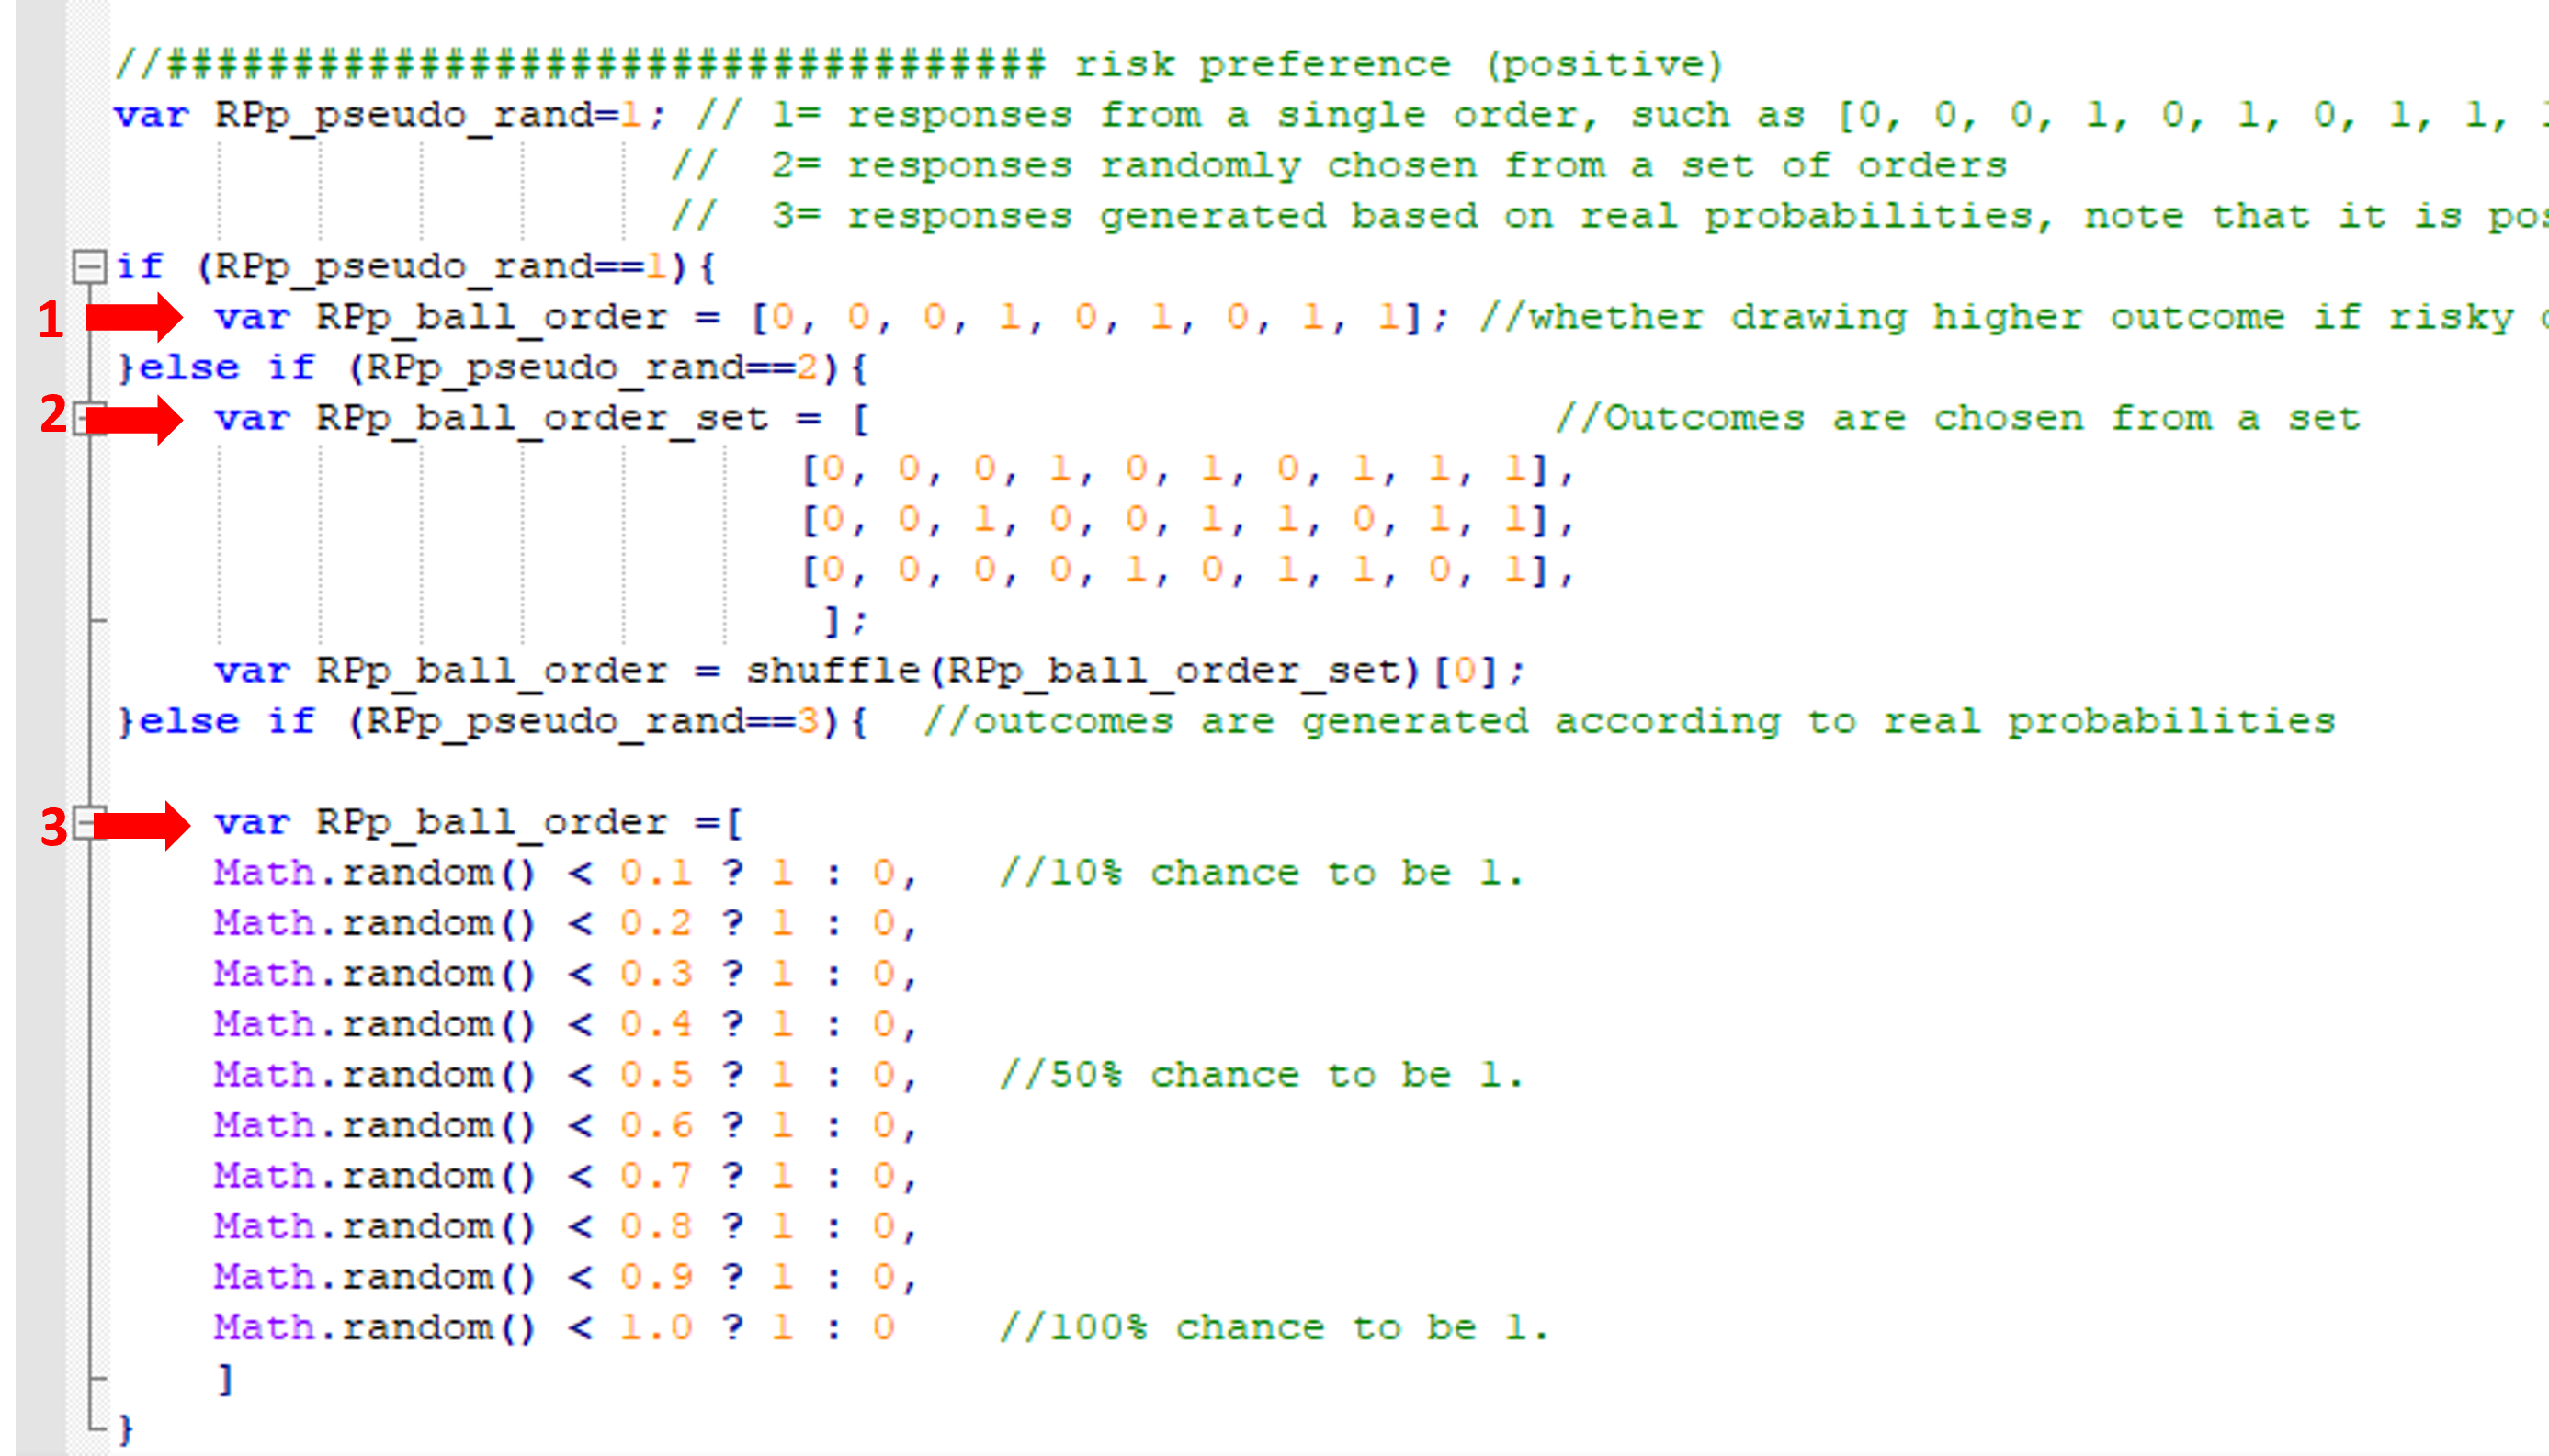 //################################### risk preference (positive)
var RPp_pseudo_rand=1; // 1= responses from a single order, such as [0, 0, 0, 1, 0, 1, 0, 1, 1,
// 2= responses randomly chosen from a set of orders
// 3= responses generated based on real probabilities, note that it is
if (RPp_pseudo_rand==1){
1 var RPp_ball_order = [0, 0, 0, 1, 0, 1, 0, 1, 1]; //whether drawing higher outcome if risky
}else if (RPp_pseudo_rand==2){
2 var RPp_ball_order_set = [ //Outcomes are chosen from a set
[0, 0, 0, 1, 0, 1, 0, 1, 1, 1],
[0, 0, 1, 0, 0, 1, 1, 0, 1, 1],
[0, 0, 0, 0, 1, 0, 1, 1, 0, 1],
];
var RPp_ball_order = shuffle(RPp_ball_order_set)[0];
}else if (RPp_pseudo_rand==3){ //outcomes are generated according to real probabilities
3 var RPp_ball_order =[
Math.random() < 0.1 ? 1 : 0, //10% chance to be 1.
Math.random() < 0.2 ? 1 : 0,
Math.random() < 0.3 ? 1 : 0,
Math.random() < 0.4 ? 1 : 0,
Math.random() < 0.5 ? 1 : 0, //50% chance to be 1.
Math.random() < 0.6 ? 1 : 0,
Math.random() < 0.7 ? 1 : 0,
Math.random() < 0.8 ? 1 : 0,
Math.random() < 0.9 ? 1 : 0,
Math.random() < 1.0 ? 1 : 0 //100% chance to be 1.
]
}